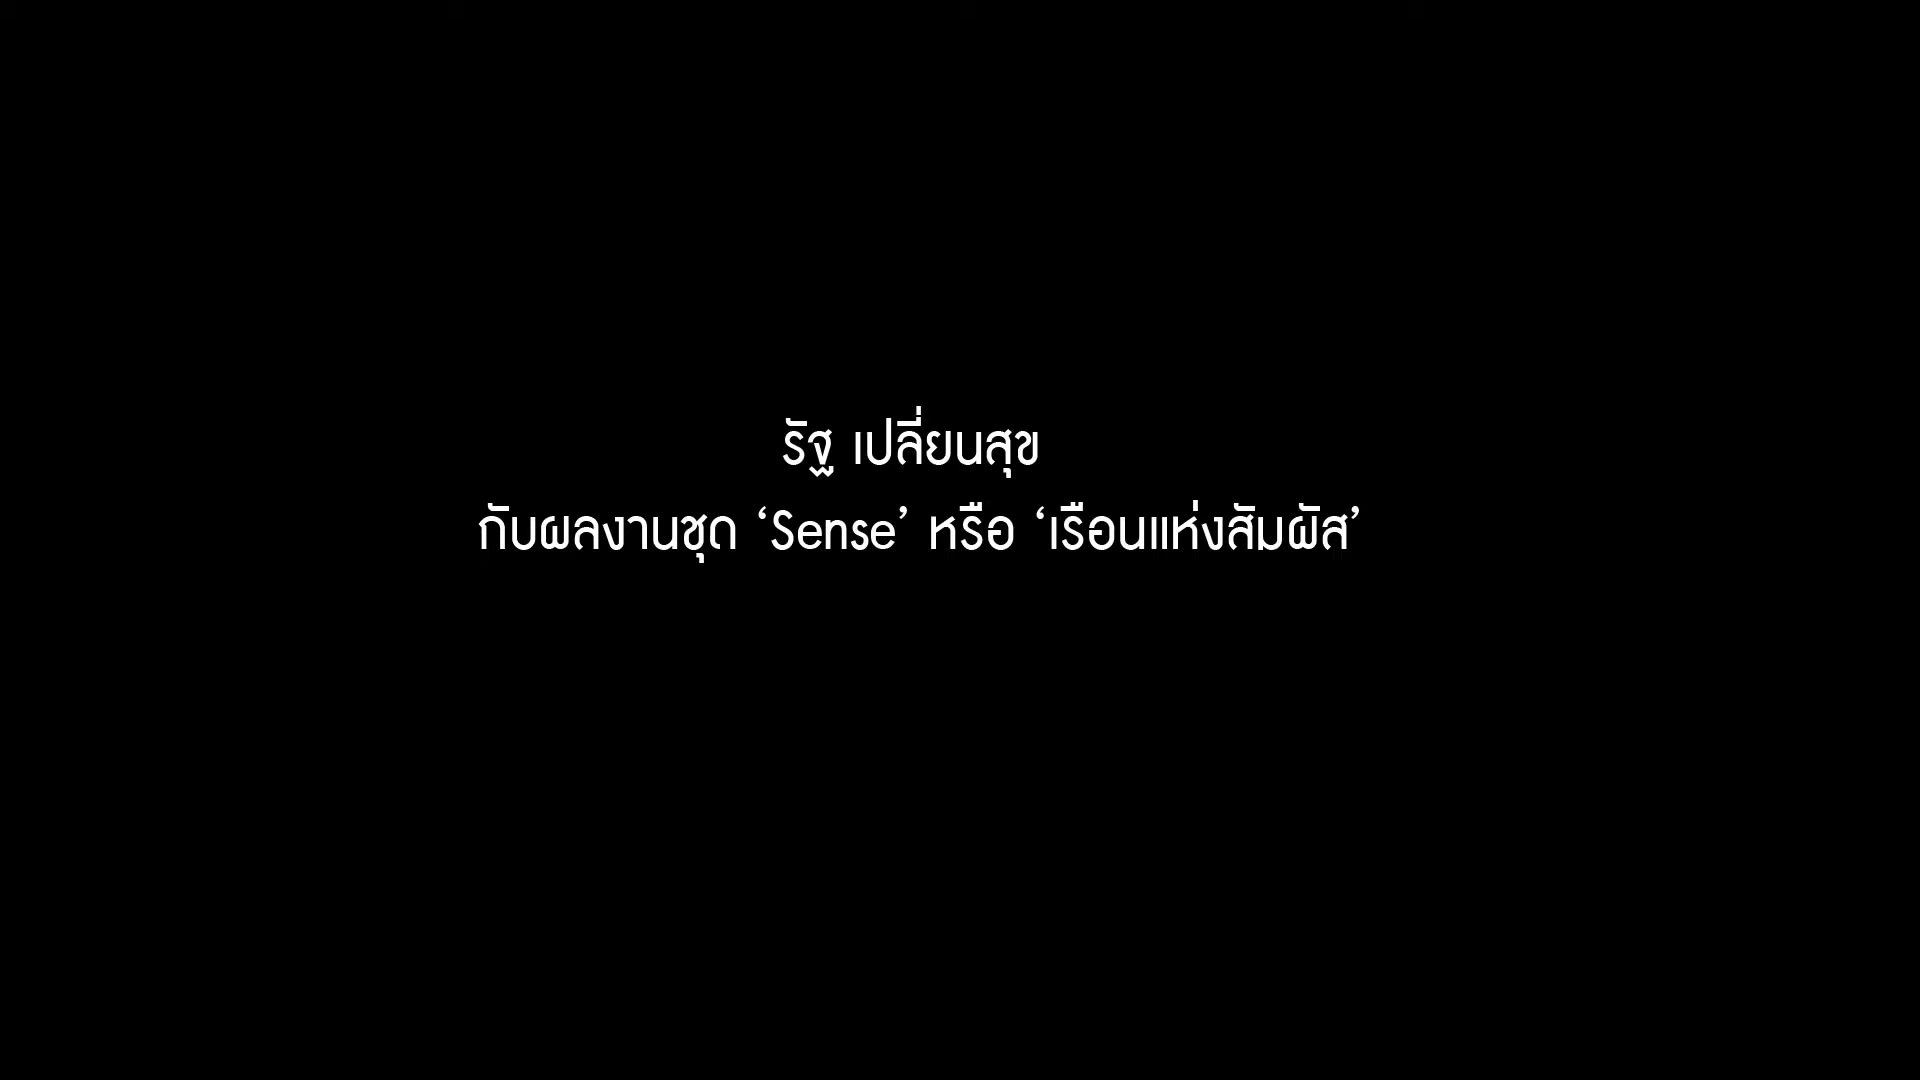 รัฐ เปลี่ยนสุข
กับผลงานชุด ‘Sense’ หรือ ‘เรือนแห่งสัมผัส’